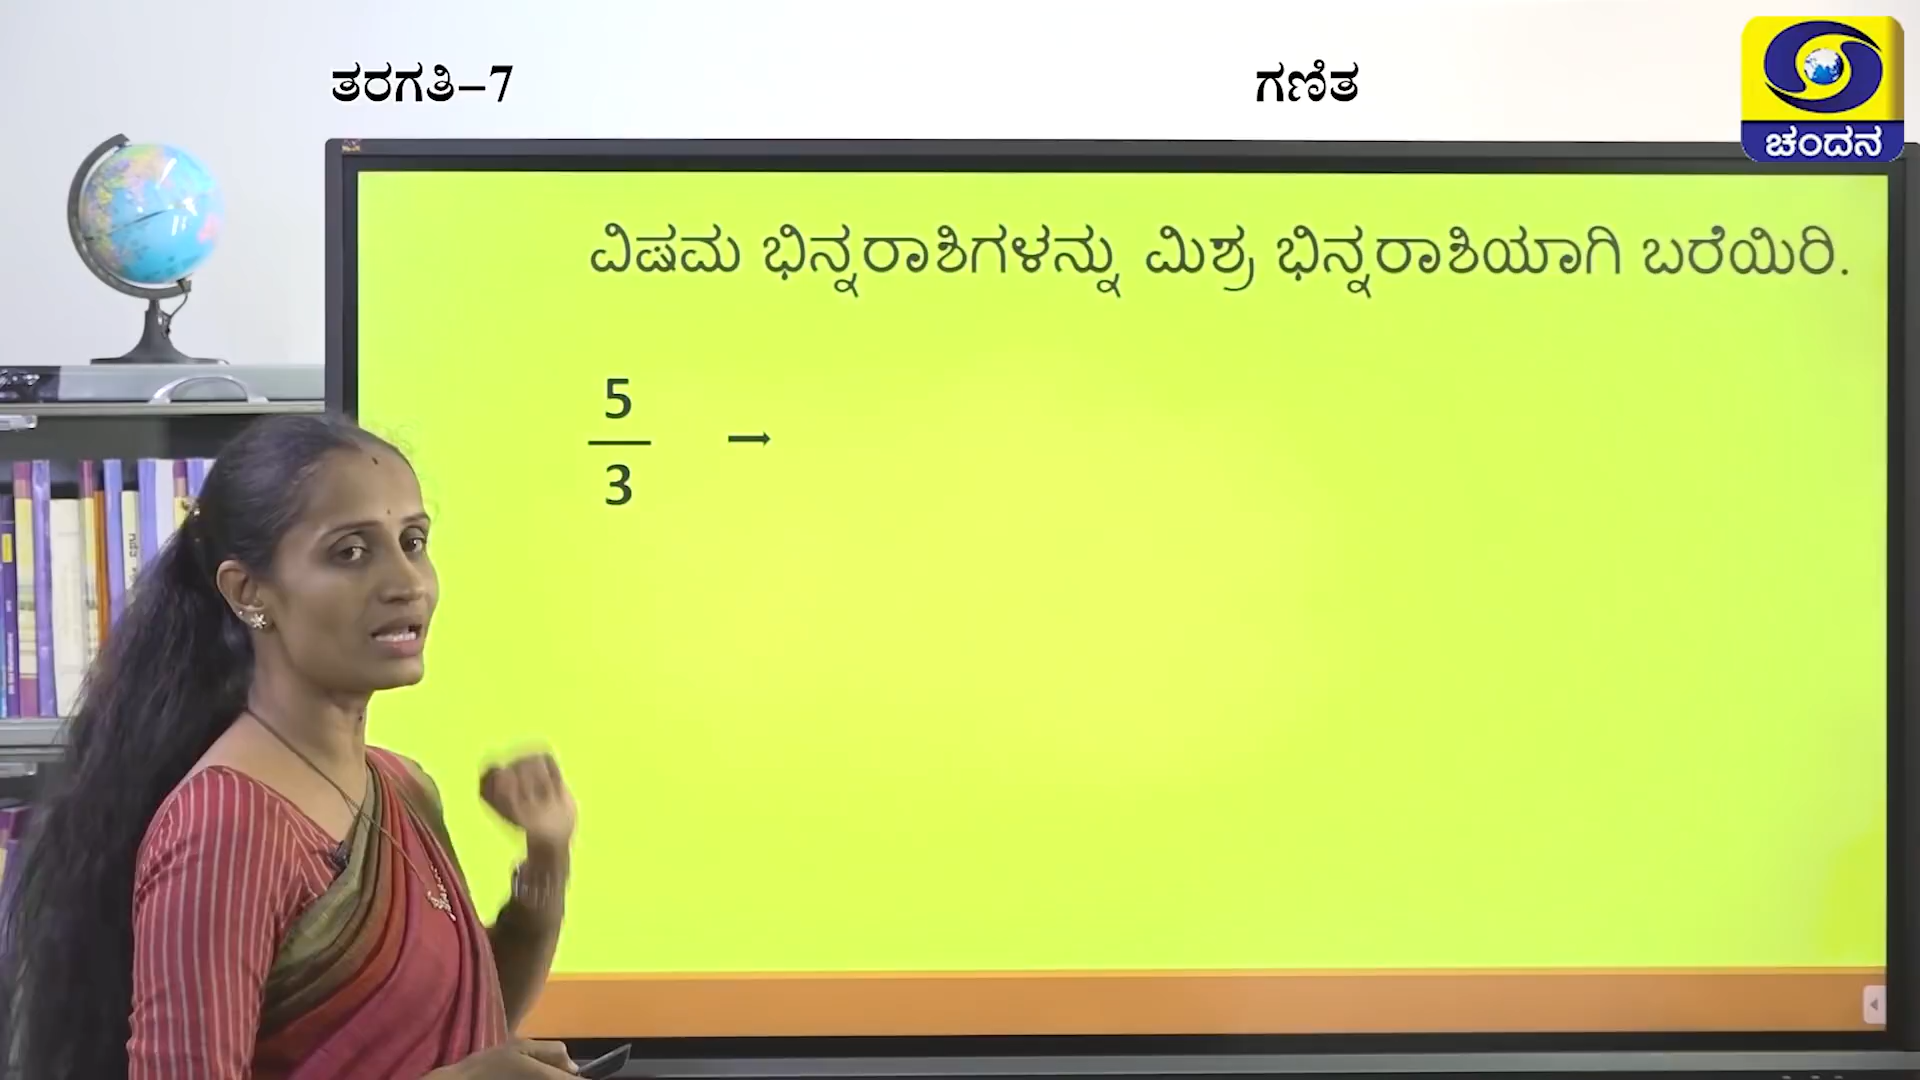 ತರಗತಿ–7
ಗಣಿತ
ಚಂದನ
ವಿಷಮ ಭಿನ್ನರಾಶಿಗಳನ್ನು ಮಿಶ್ರ ಭಿನ್ನರಾಶಿಯಾಗಿ ಬರೆಯಿರಿ.
5
→
3